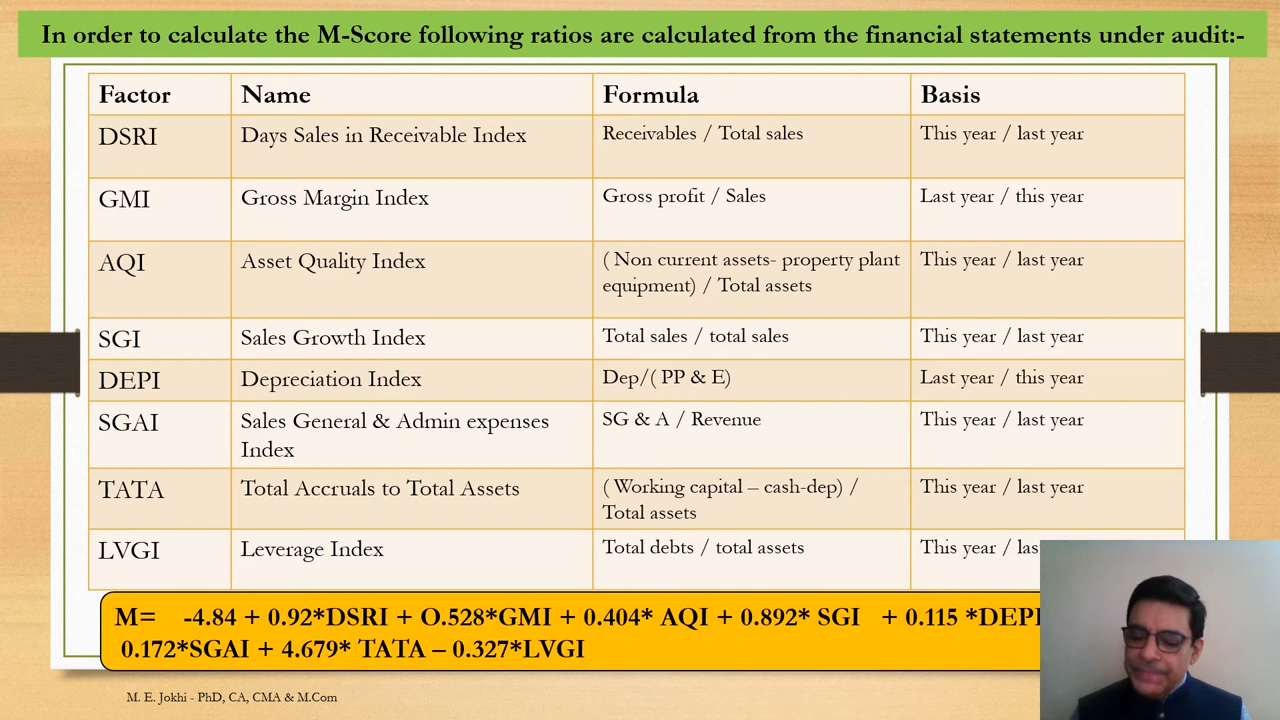 In order to calculate the M-Score following ratios are calculated from the financial statements under audit:-
Factor Name Formula Basis
DSRI Days Sales in Receivable Index Receivables / Total sales This year / last year
GMI Gross Margin Index Gross profit / Sales Last year / this year
AQI Asset Quality Index ( Non current assets- property plant
equipment) / Total assets This year / last year
SGI Sales Growth Index Total sales / total sales This year / last year
DEPI Depreciation Index Dep/( PP & E) Last year / this year
SGAI Sales General & Admin expenses
Index SG & A / Revenue This year / last year
TATA Total Accruals to Total Assets ( Working capital – cash-dep) /
Total assets This year / last year
LVGI Leverage Index Total debts / total assets This year /
M= -4.84 + 0.92*DSRI + O.528*GMI + 0.404* AQI + 0.892* SGI + 0.115 *DEPI
0.172*SGAI + 4.679* TATA – 0.327*LVGI
M. E. Jokhi - PhD, CA, CMA & M.Com